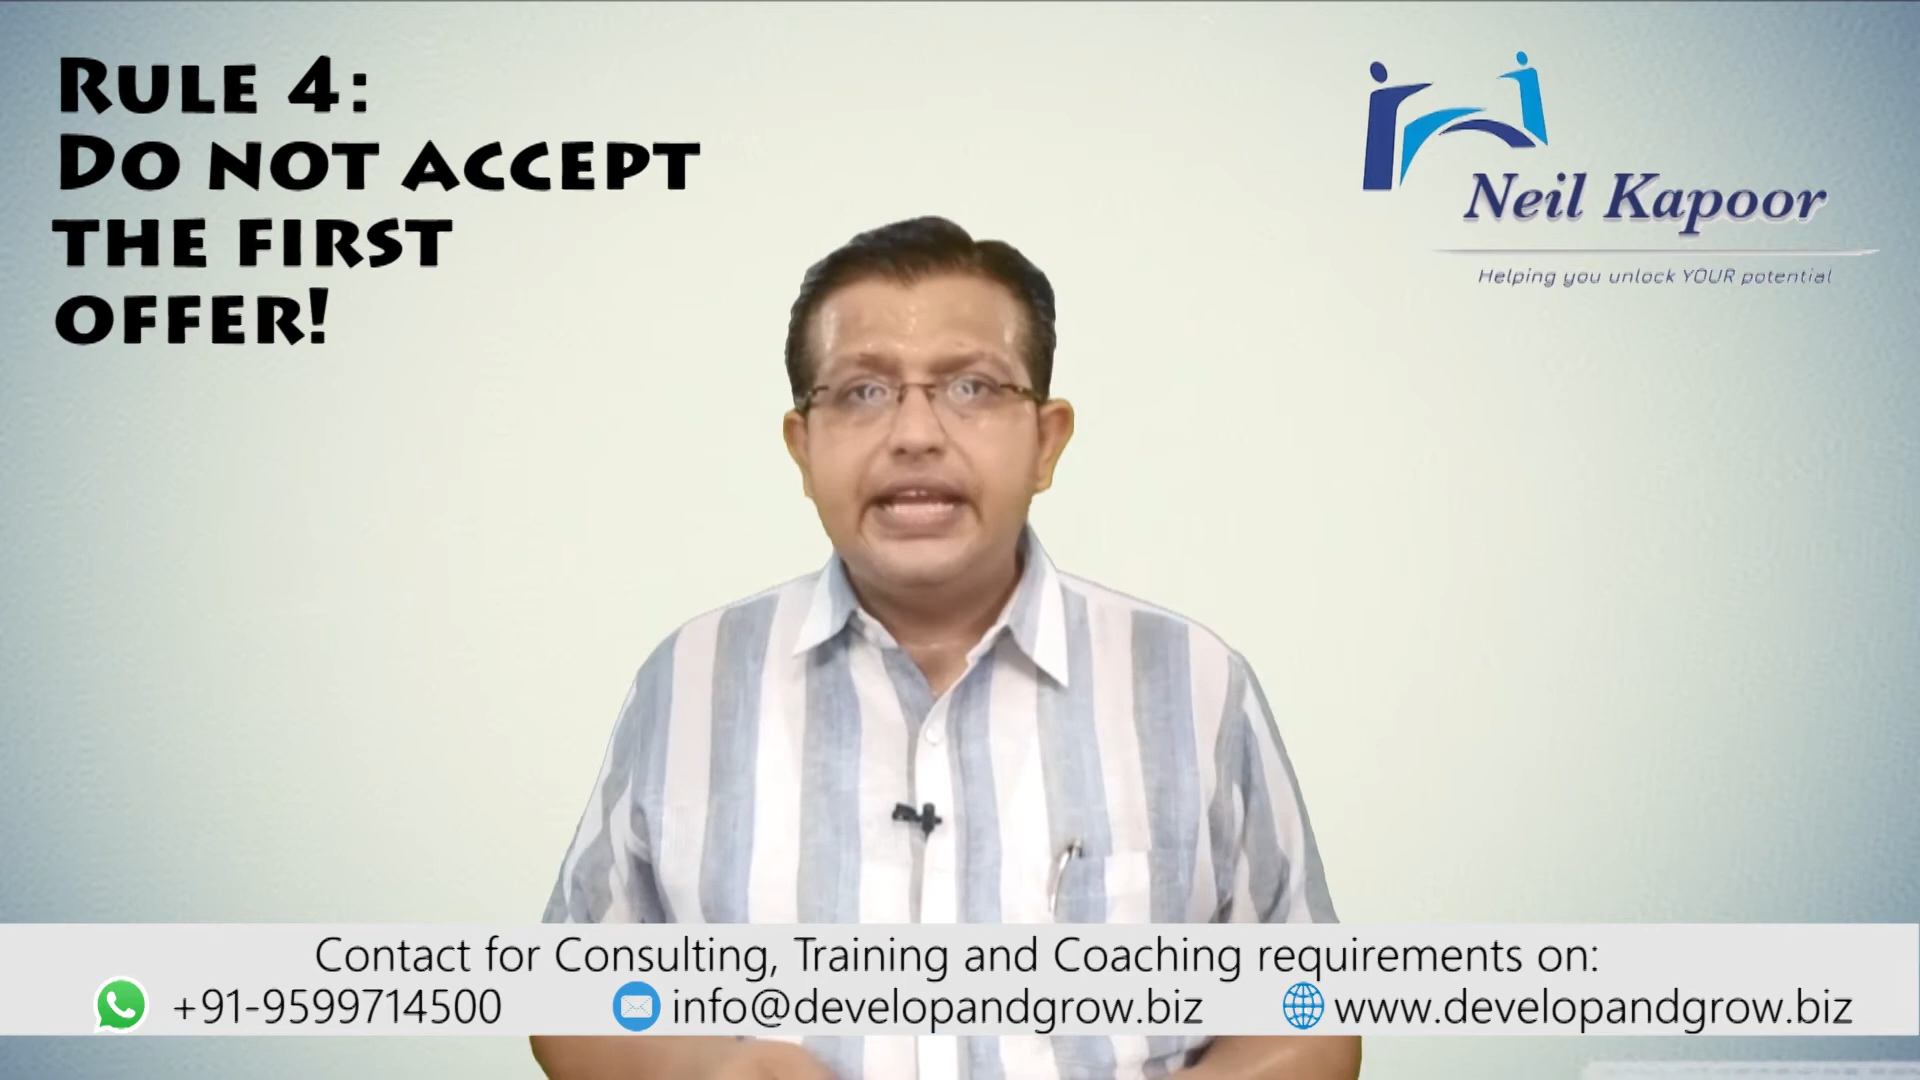 RULE 4:
DO NOT ACCEPT
THE FIRST
OFFER!
Neil Kapoor
Helping you unlock YOUR potential
Contact for Consulting, Training and Coaching requirements on:
+91-9599714500 info@developandgrow.biz www.developandgrow.biz